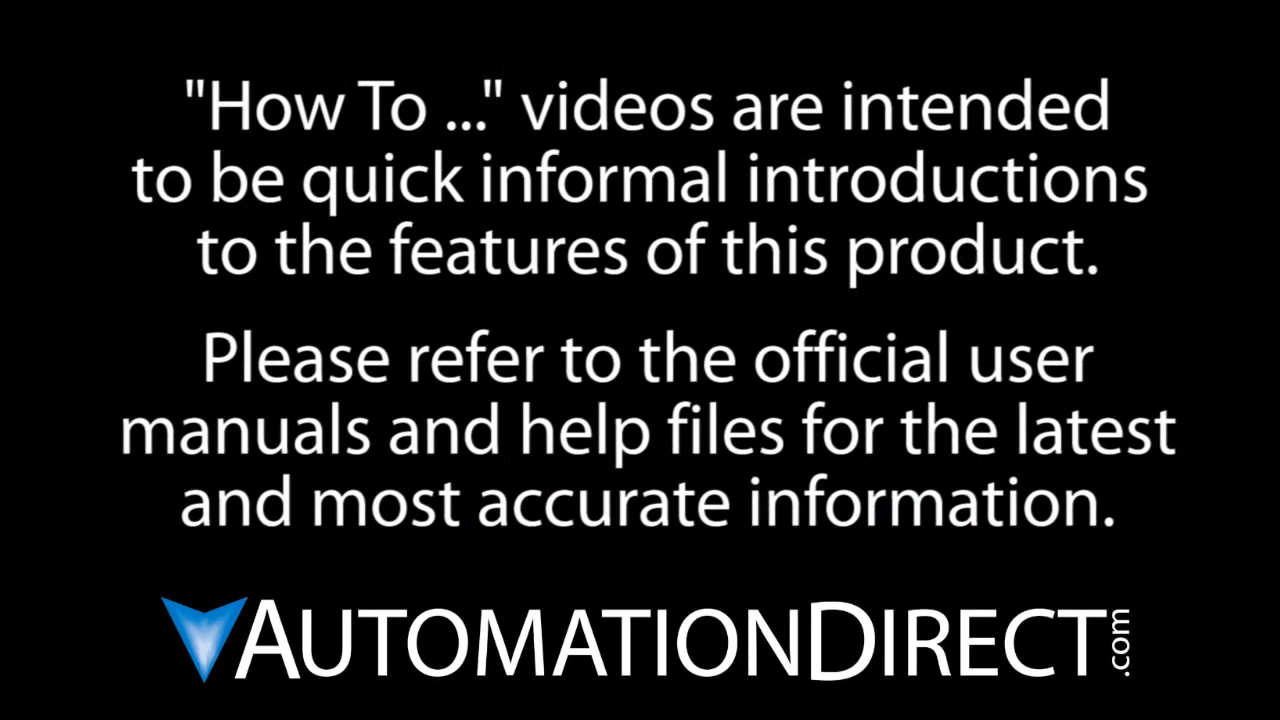 "How To ..." videos are intended
to be quick informal introductions
to the features of this product.
Please refer to the official user
manuals and help files for the latest
and most accurate information.
AUTOMATIONDIRECT.com